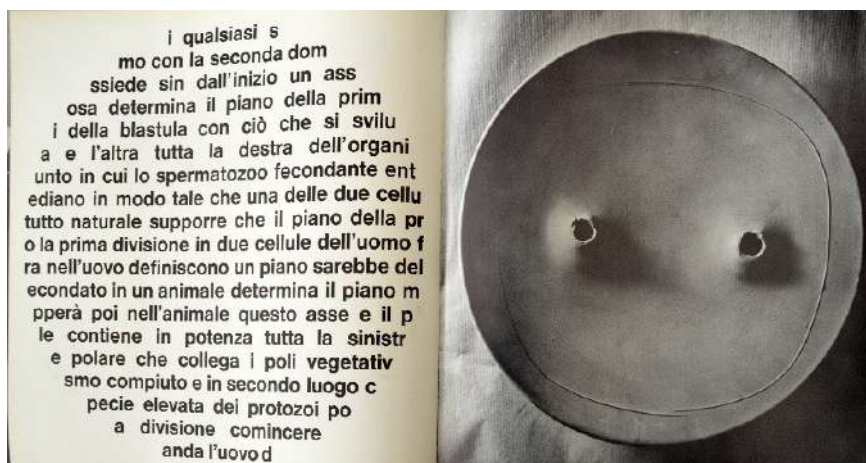 i qualsiasi s
mo con la seconda dom
ssiede sin dall'inizio un ass
osa determina il piano della prim
i della blastula con ciò che si svilu
a e l'altra tutta la destra dell'organi
unto in cui lo spermatozoo fecondante ent
ediano in modo tale che una delle due cellu
tutto naturale supporre che il piano della pr
o la prima divisione in due cellule dell'uomo f
ra nell'uovo definiscono un piano sarebbe del
econdato in un animale determina il piano m
pperà poi nell'animale questo asse e il p
le contiene in potenza tutta la sinistr
e polare che collega i poli vegetativ
smo compiuto e in secondo luogo c
pecie elevata dei protozoi po
a divisione comincere
anda l'uovo d